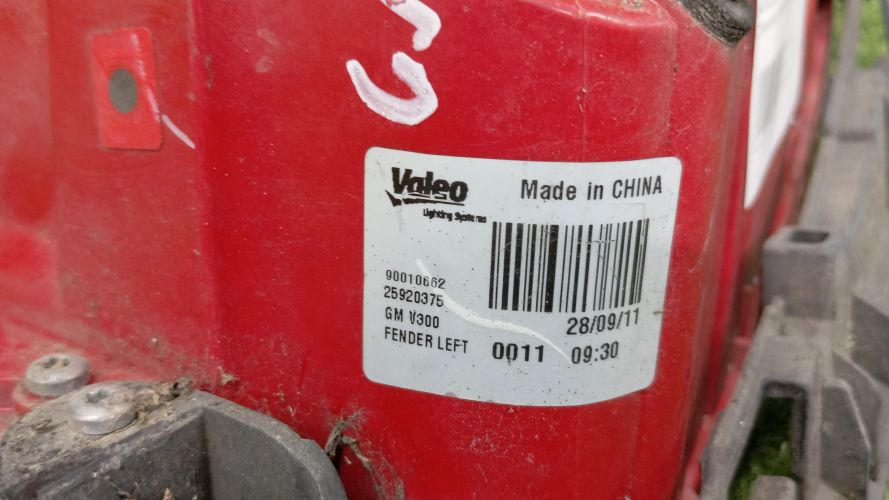 Valeo
Lighting Systems
Made in CHINA
90010662
25920375
GM V300
FENDER LEFT
28/09/11
0011 09:30